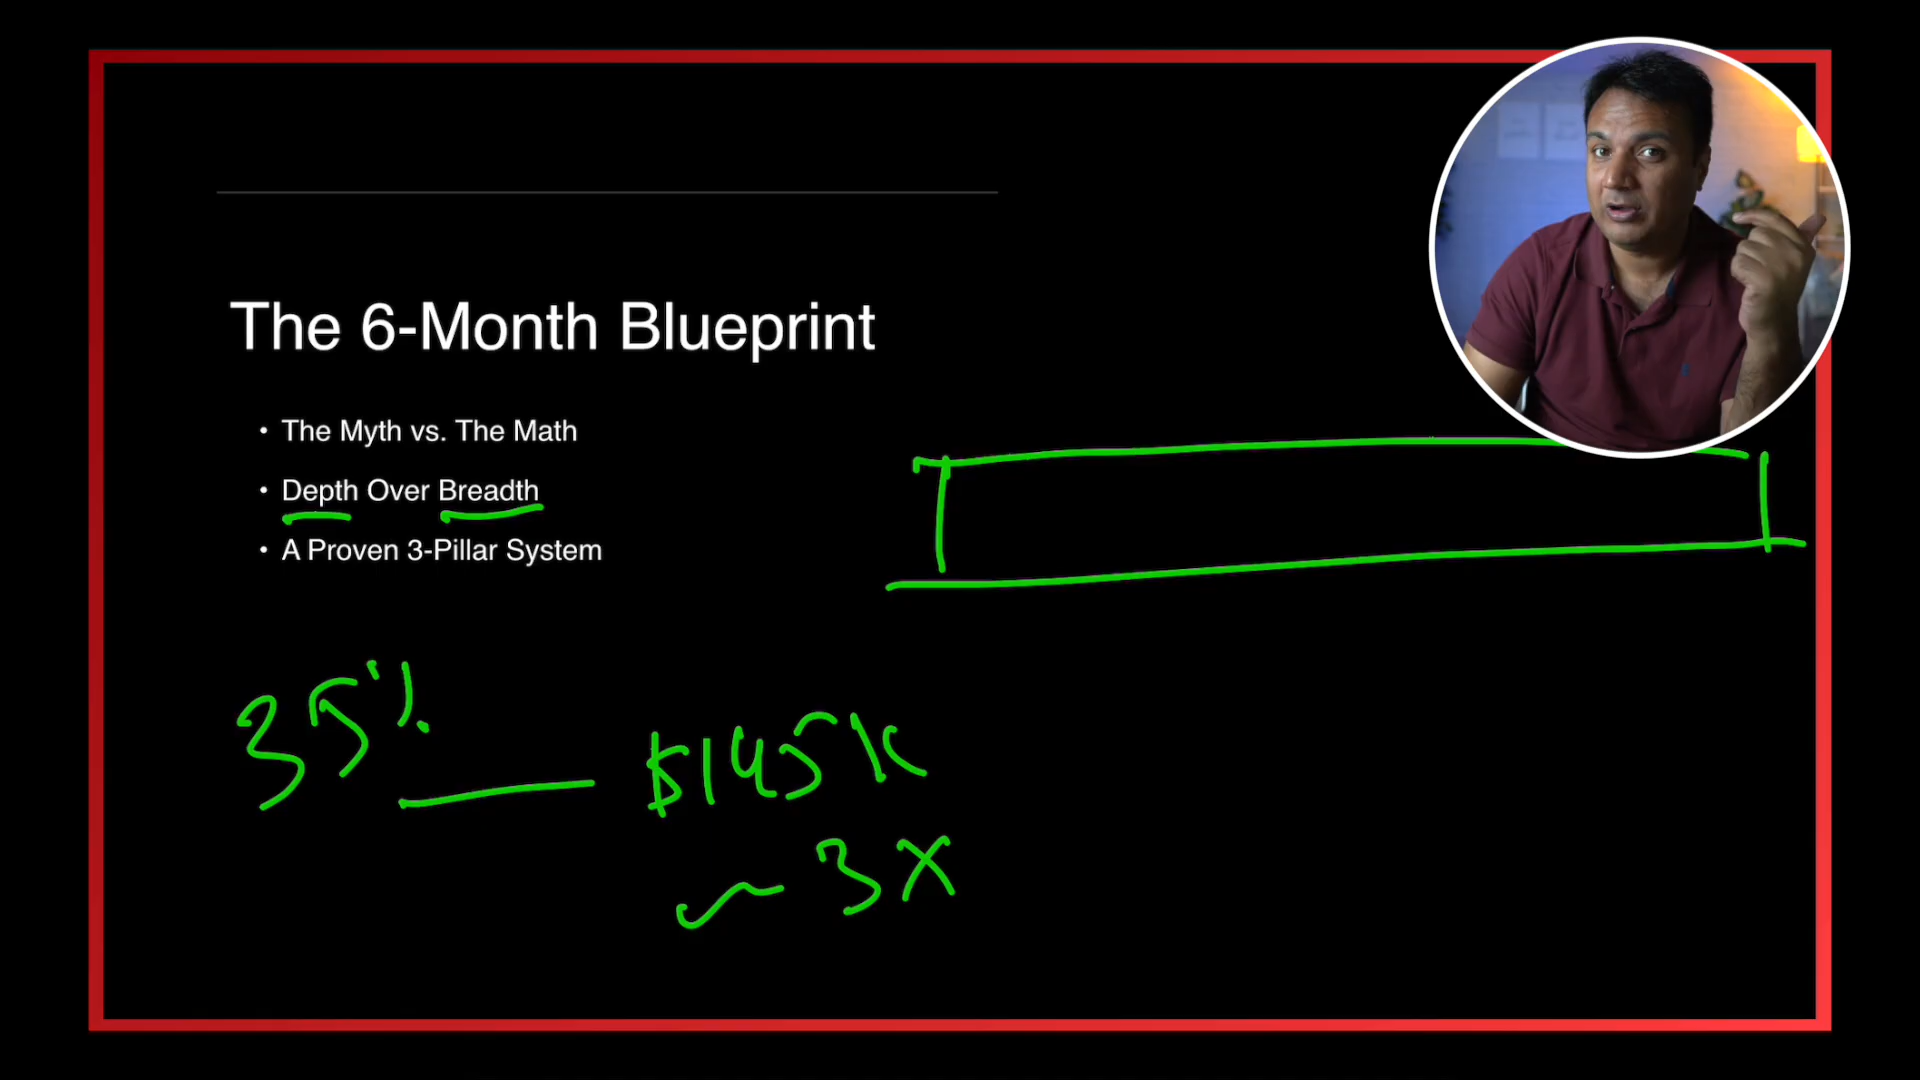 The 6-Month Blueprint
• The Myth vs. The Math
• Depth Over Breadth
• A Proven 3-Pillar System
35%
$145K
~ 3X